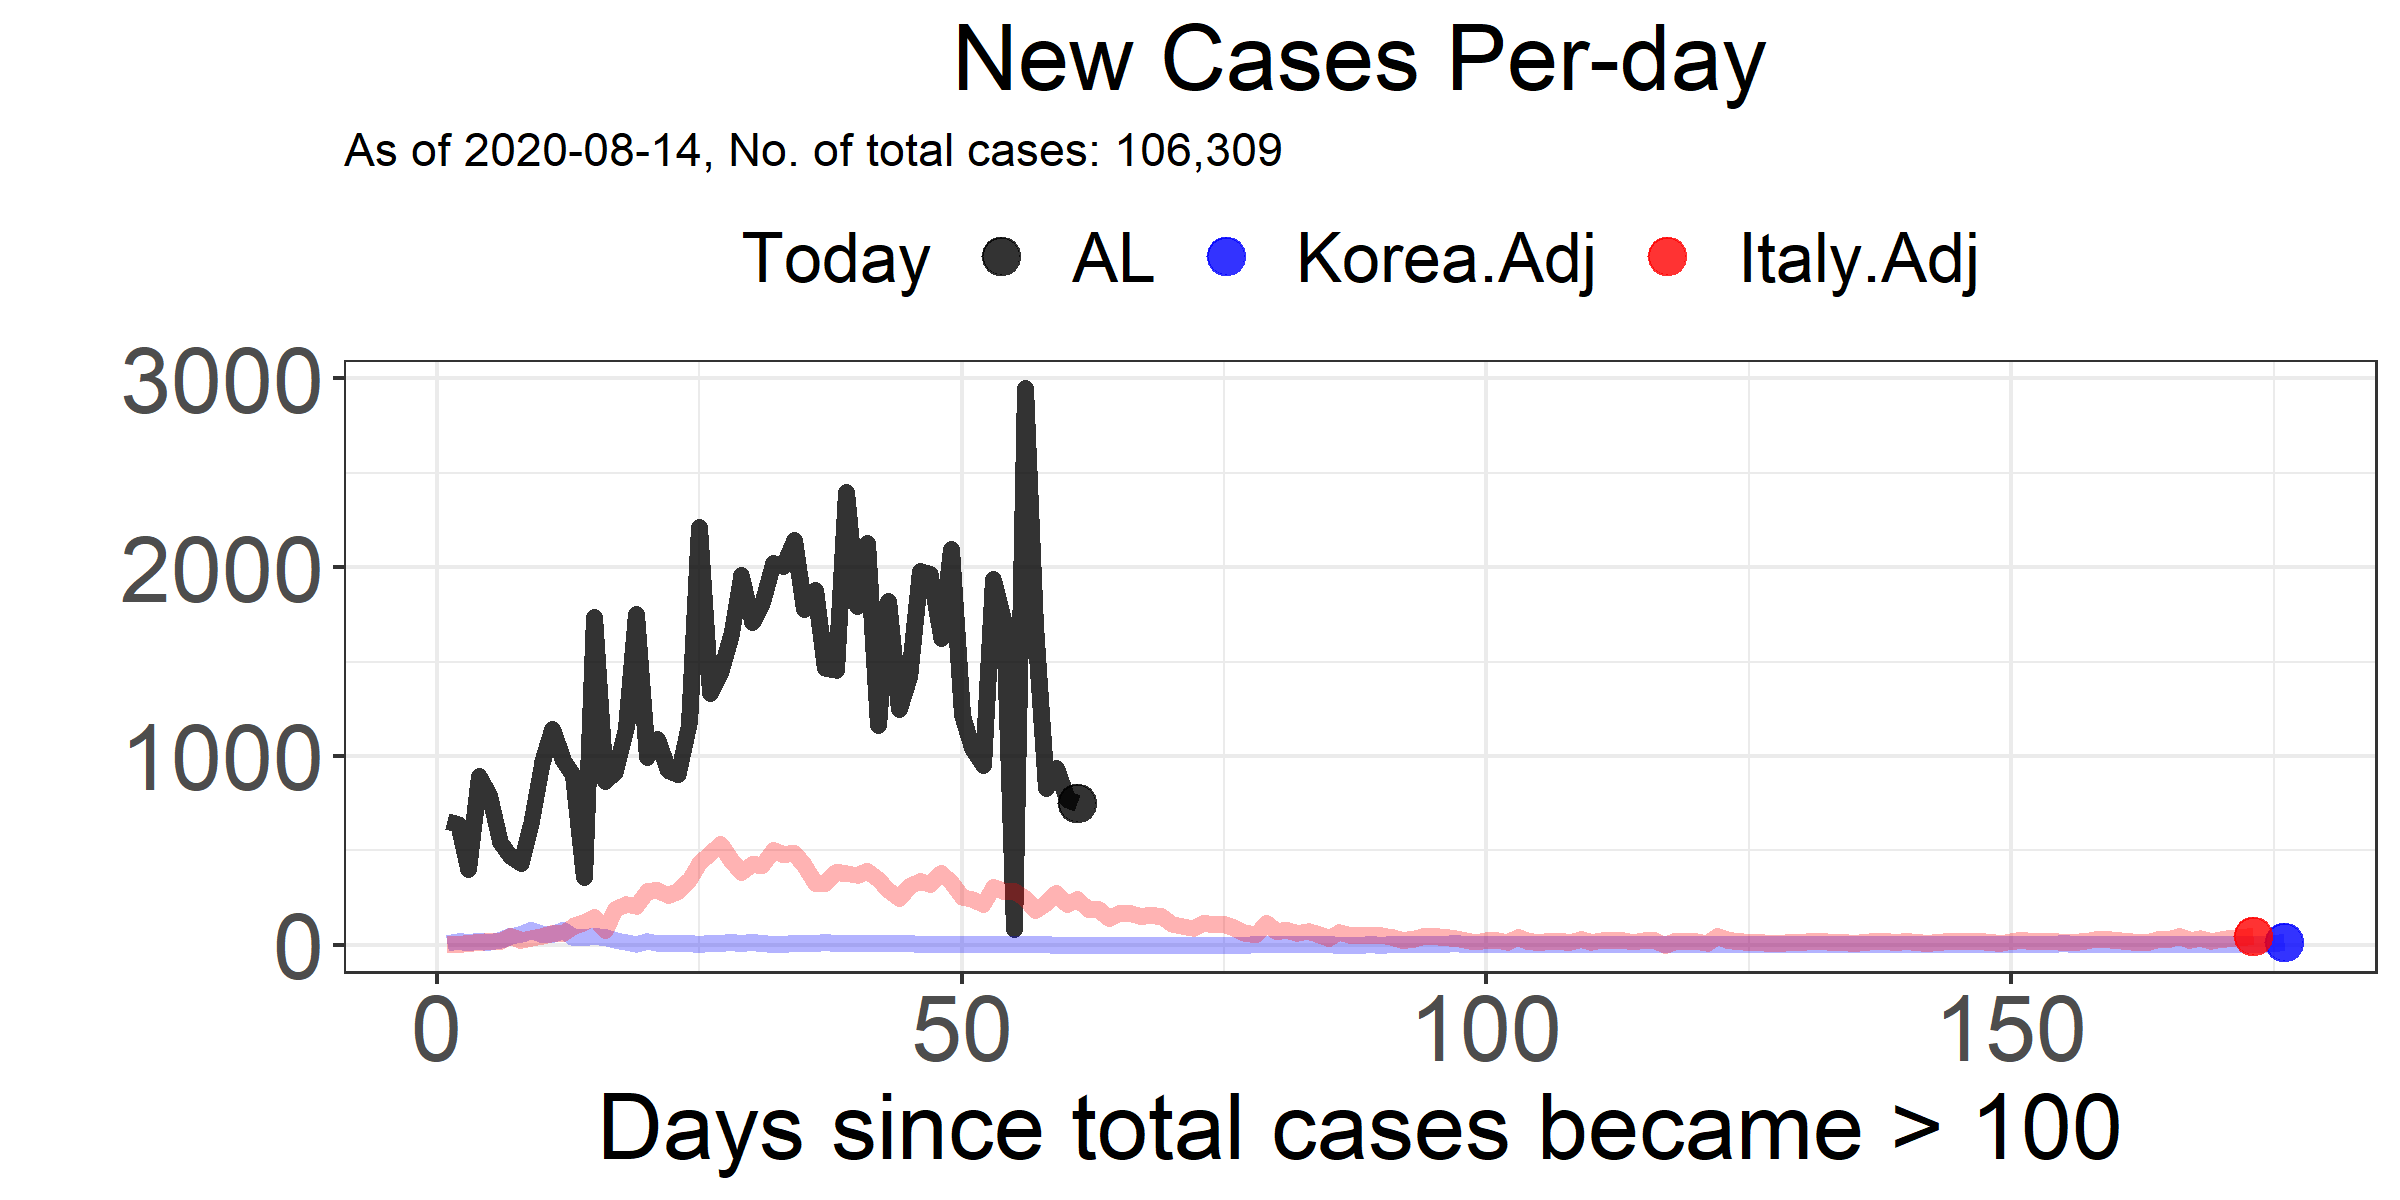 New Cases Per-day
As of 2020-08-14, No. of total cases: 106,309
Today AL Korea.Adj Italy.Adj
3000
2000
1000
0
0 50 100 150
Days since total cases became > 100